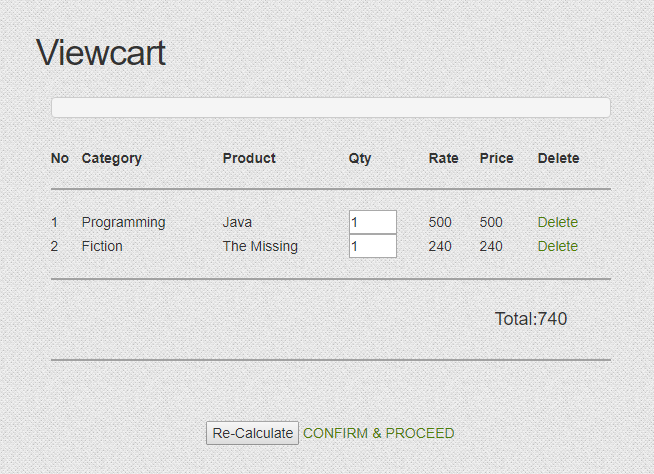 Viewcart
No Category Product Qty Rate Price Delete
1 Programming Java 1 500 500 Delete
2 Fiction The Missing 1 240 240 Delete
Total:740
Re-Calculate CONFIRM & PROCEED